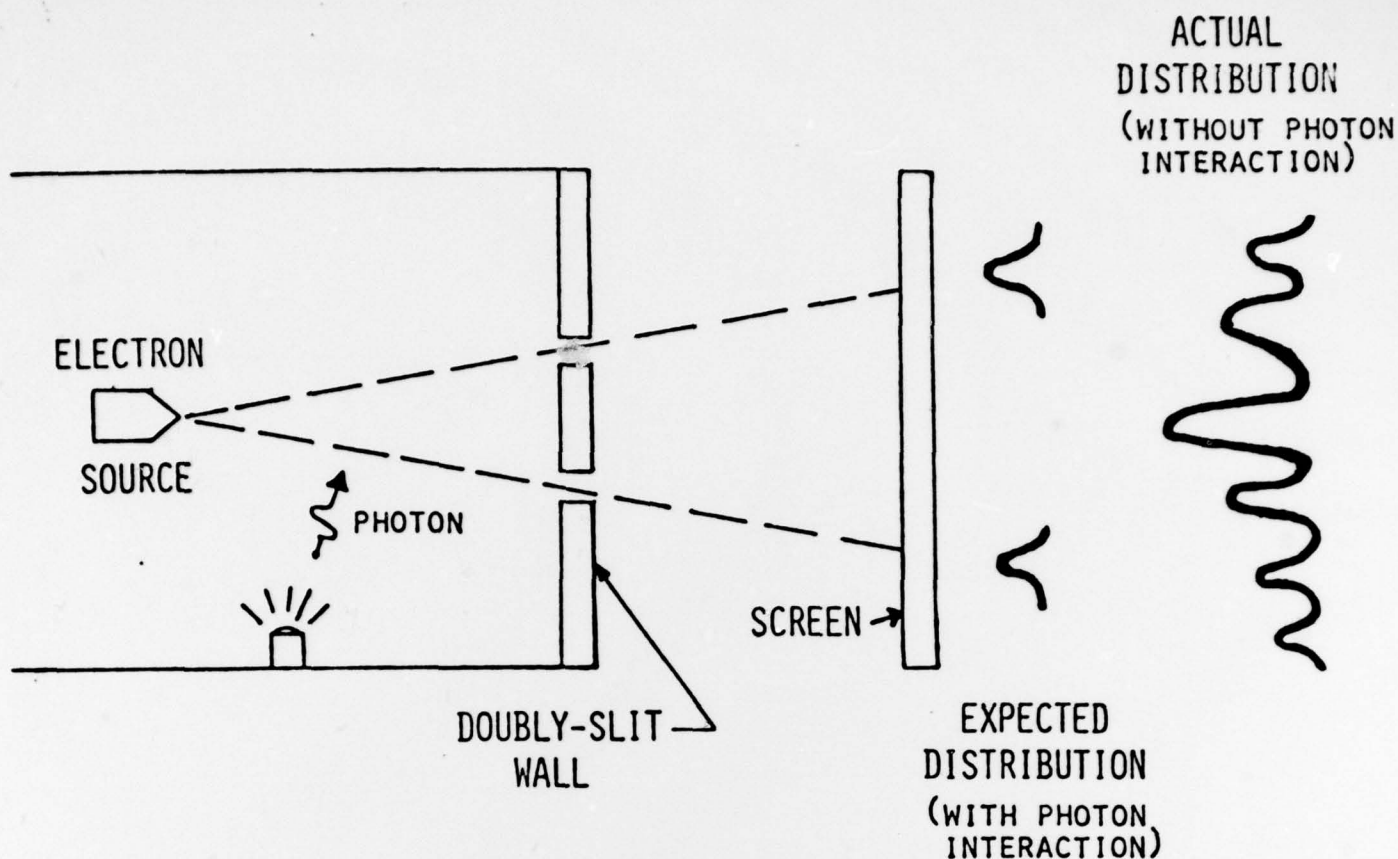 ACTUAL
DISTRIBUTION
(WITHOUT PHOTON
INTERACTION)
ELECTRON
SOURCE
PHOTON
SCREEN
DOUBLY-SLIT
WALL
EXPECTED
DISTRIBUTION
(WITH PHOTON
INTERACTION)